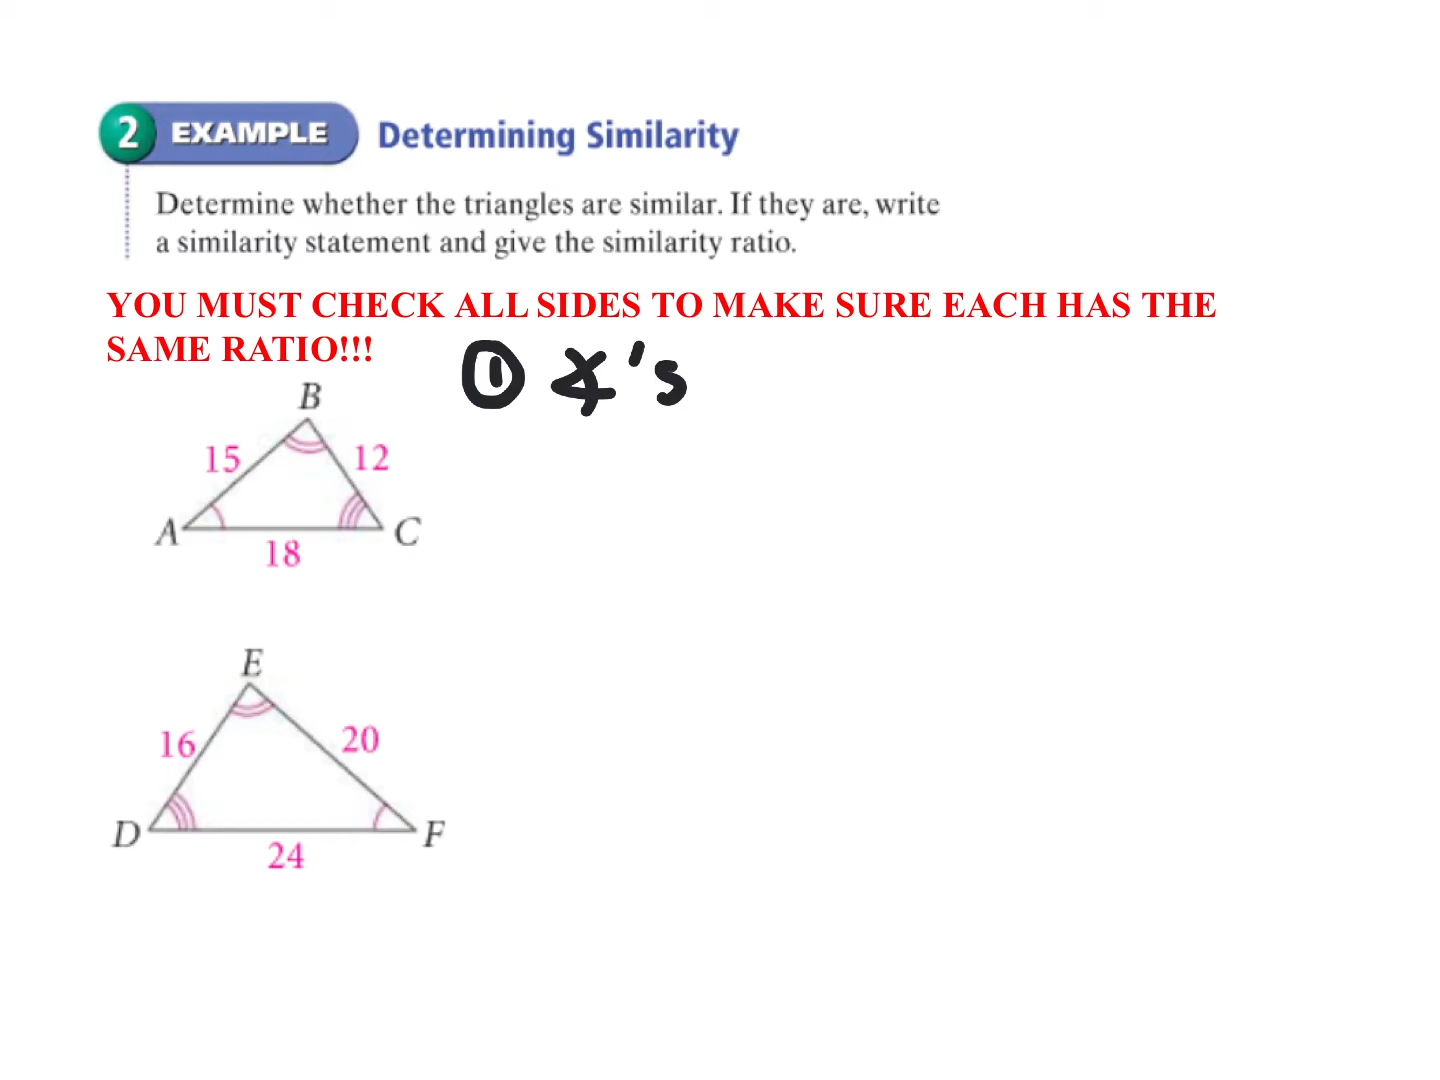 2 EXAMPLE Determining Similarity
Determine whether the triangles are similar. If they are, write
a similarity statement and give the similarity ratio.
YOU MUST CHECK ALL SIDES TO MAKE SURE EACH HAS THE
SAME RATIO!!!
① ∡'s
B
15 12
A C
18
E
16 20
D F
24